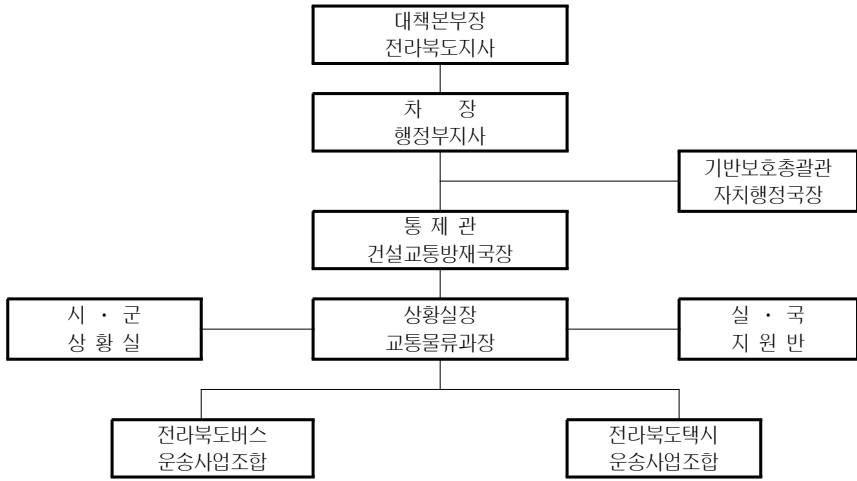 대책본부장
전라북도지사
차 장
행정부지사
기반보호총괄관
자치행정국장
통 제 관
건설교통방재국장
시 · 군
상 황 실
상황실장
교통물류과장
실 · 국
지 원 반
전라북도버스
운송사업조합
전라북도택시
운송사업조합